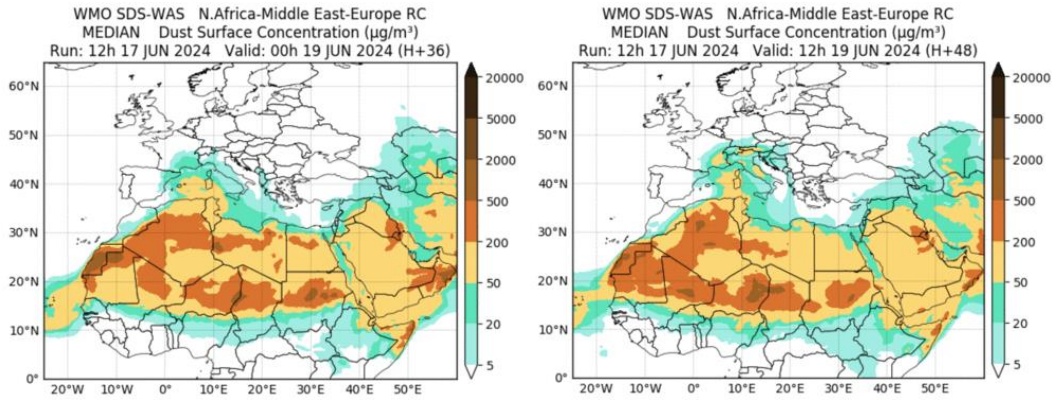 WMO SDS-WAS   N.Africa-Middle East-Europe RC
MEDIAN    Dust Surface Concentration (µg/m³)
Run: 12h 17 JUN 2024   Valid: 00h 19 JUN 2024 (H+36)
60°N
50°N
40°N
30°N
20°N
10°N
0°
20°W
10°W
0°
10°E
20°E
30°E
40°E
50°E
20000
5000
2000
500
200
50
20
5
WMO SDS-WAS   N.Africa-Middle East-Europe RC
MEDIAN    Dust Surface Concentration (µg/m³)
Run: 12h 17 JUN 2024   Valid: 12h 19 JUN 2024 (H+48)
60°N
50°N
40°N
30°N
20°N
10°N
0°
20°W
10°W
0°
10°E
20°E
30°E
40°E
50°E
20000
5000
2000
500
200
50
20
5